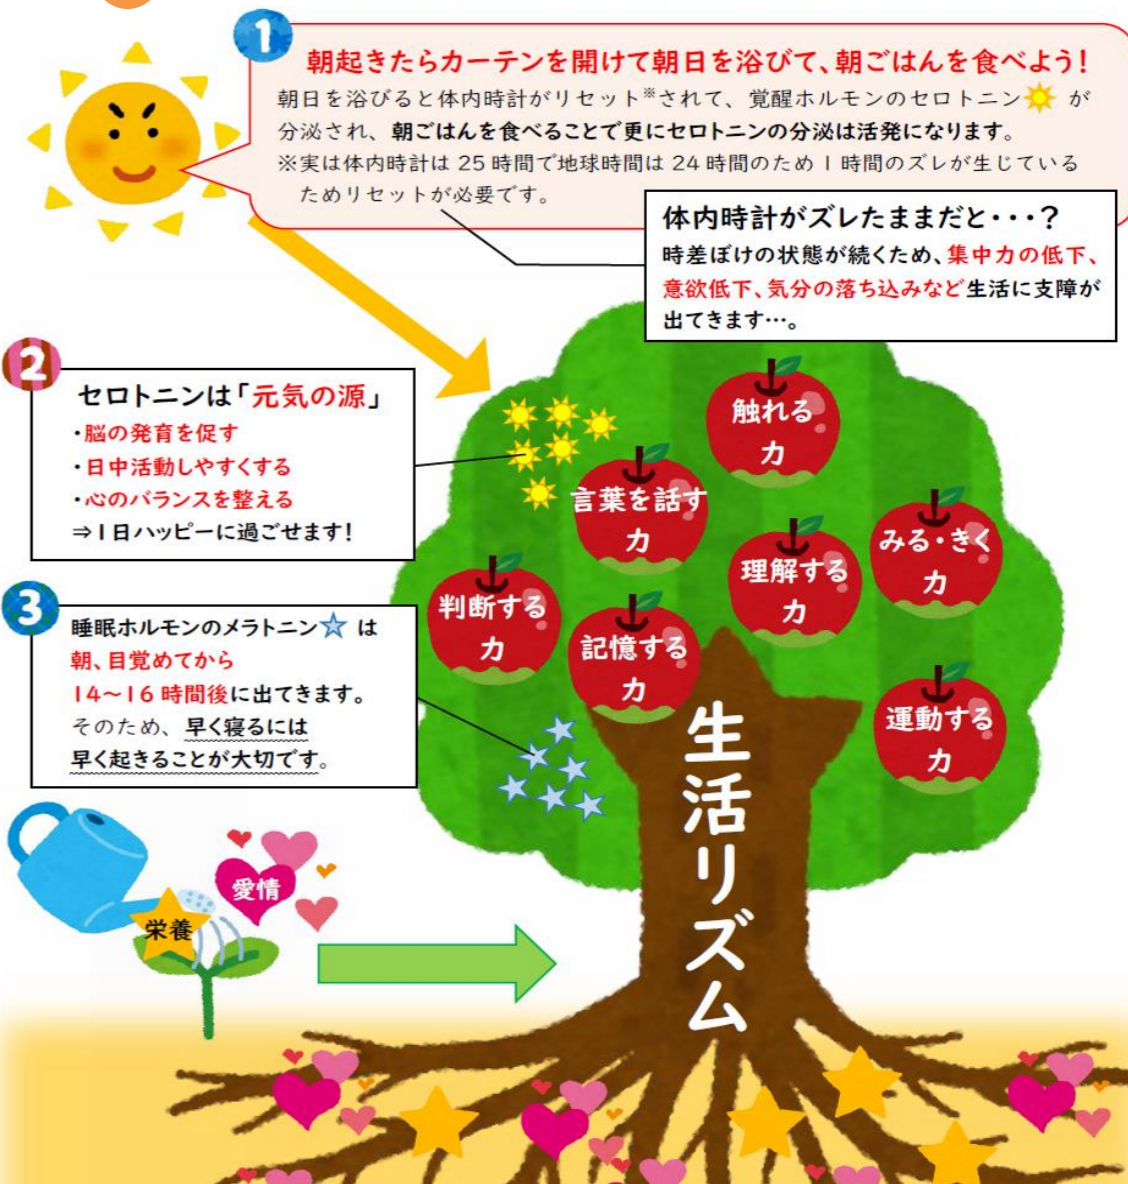 1
朝起きたらカーテンを開けて朝日を浴びて、朝ごはんを食べよう!
朝日を浴びると体内時計がリセット※されて、覚醒ホルモンのセロトニン が
分泌され、朝ごはんを食べることで更にセロトニンの分泌は活発になります。
※実は体内時計は 25 時間で地球時間は 24 時間のため 1 時間のズレが生じている
ためリセットが必要です。
体内時計がズレたままだと・・・?
時差ぼけの状態が続くため、集中力の低下、
意欲低下、気分の落ち込みなど生活に支障が
出てきます…。
2
セロトニンは「元気の源」
・脳の発育を促す
・日中活動しやすくする
・心のバランスを整える
⇒1日ハッピーに過ごせます!
3
睡眠ホルモンのメラトニン は
朝、目覚めてから
14～16 時間後に出てきます。
そのため、早く寝るには
早く起きることが大切です。
触れる
力
言葉を話す
力
みる・きく
力
理解する
力
判断する
力
記憶する
力
運動する
力
生活リズム
愛情
栄養